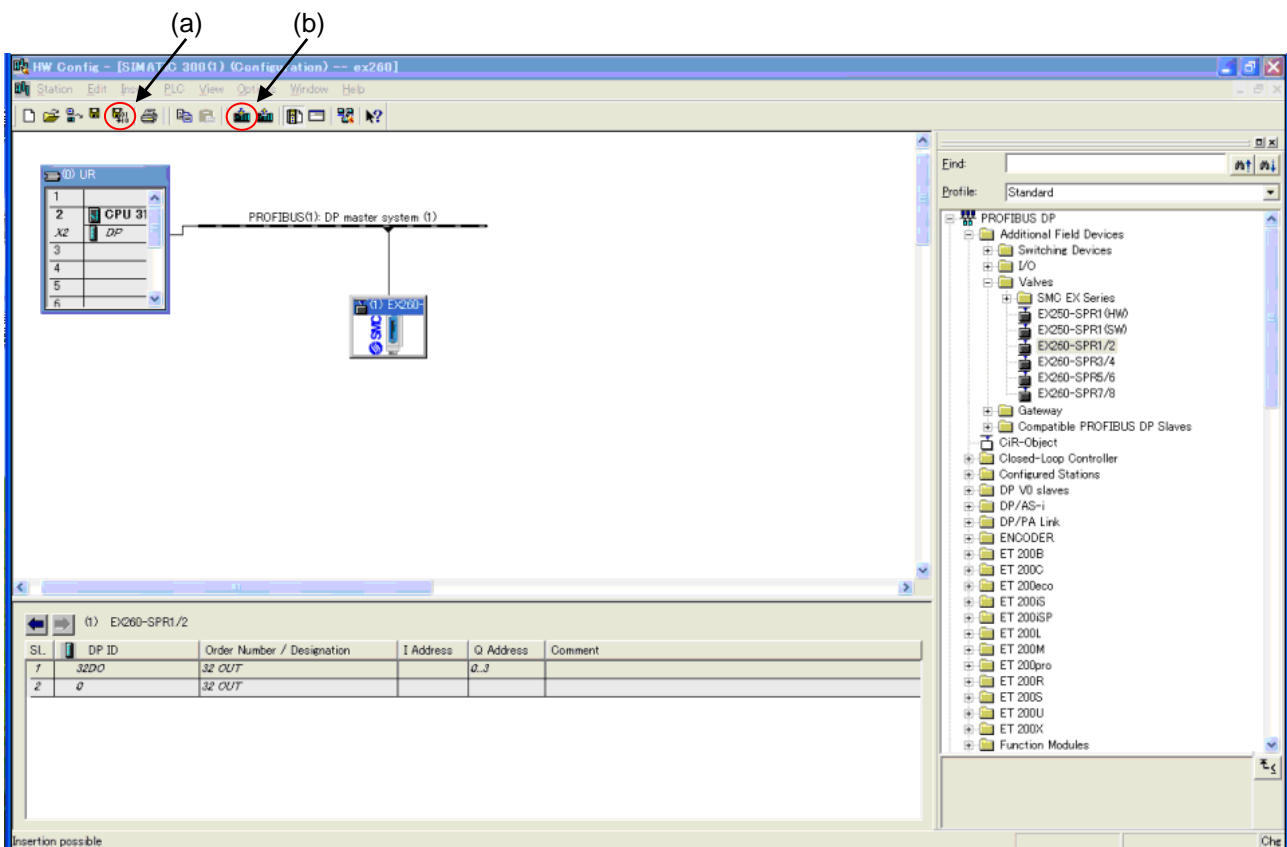 (a) (b)
HW Config - [SIMATIC 300(1) (Configuration) -- ex260]
Station Edit Insert PLC View Options Window Help
(0) UR
1
2 CPU 31
X2 DP
3
4
5
6
PROFIBUS(1): DP master system (1)
(1) EX260-
SMC
Find:
Profile: Standard
PROFIBUS DP
Additional Field Devices
Switching Devices
I/O
Valves
SMC EX Series
EX250-SPR1(HW)
EX250-SPR1(SW)
EX260-SPR1/2
EX260-SPR3/4
EX260-SPR5/6
EX260-SPR7/8
Gateway
Compatible PROFIBUS DP Slaves
CiR-Object
Closed-Loop Controller
Configured Stations
DP V0 slaves
DP/AS-i
DP/PA Link
ENCODER
ET 200B
ET 200C
ET 200eco
ET 200iS
ET 200iSP
ET 200L
ET 200M
ET 200pro
ET 200R
ET 200S
ET 200U
ET 200X
Function Modules
(1) EX260-SPR1/2
Sl. DP ID Order Number / Designation I Address Q Address Comment
1 32DO 32 OUT 0..3
2 0 32 OUT
Insertion possible
Chg